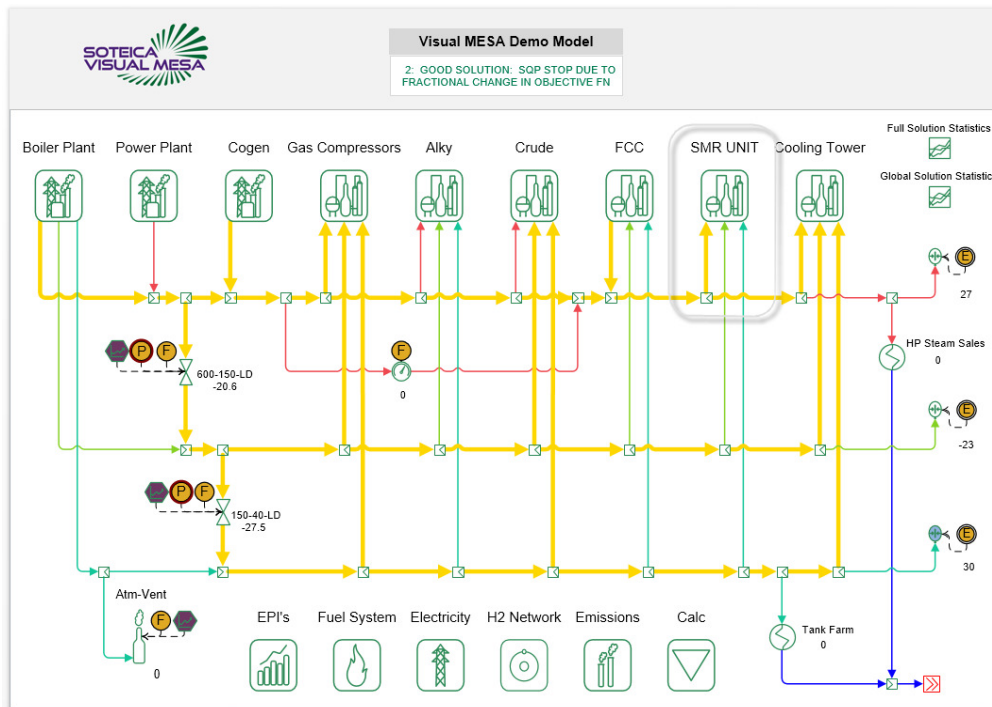 SOTEICA
VISUAL MESA
Visual MESA Demo Model
2: GOOD SOLUTION: SQP STOP DUE TO
FRACTIONAL CHANGE IN OBJECTIVE FN
Full Solution Statistics
Global Solution Statistic
Boiler Plant
Power Plant
Cogen
Gas Compressors
Alky
Crude
FCC
SMR UNIT
Cooling Tower
E
27
P
F
600-150-LD
-20.6
F
0
HP Steam Sales
0
E
-23
P
F
150-40-LD
-27.5
E
30
Atm-Vent
F
0
EPI's
Fuel System
Electricity
H2 Network
Emissions
Calc
Tank Farm
0